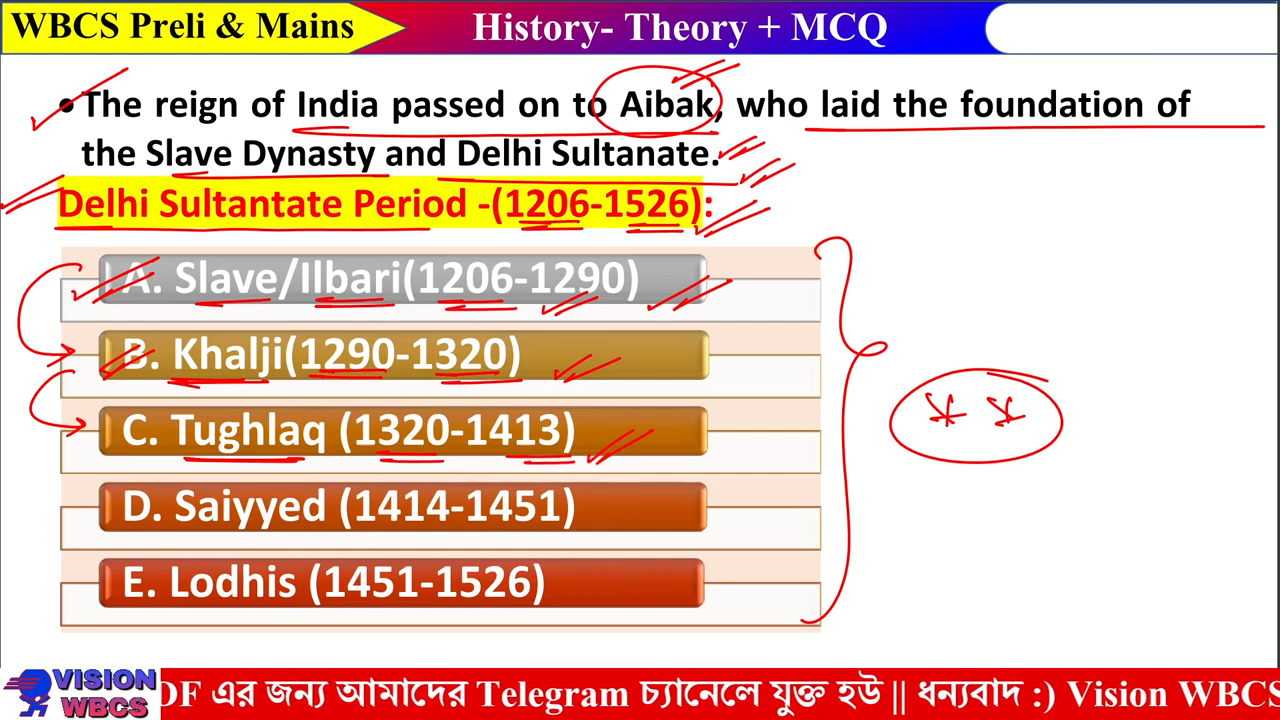 WBCS Preli & Mains
History- Theory + MCQ
• The reign of India passed on to Aibak, who laid the foundation of
the Slave Dynasty and Delhi Sultanate.
Delhi Sultantate Period -(1206-1526):
A. Slave/Ilbari(1206-1290)
B. Khalji(1290-1320)
C. Tughlaq (1320-1413)
D. Saiyyed (1414-1451)
E. Lodhis (1451-1526)
* *
VISION
WBCS
DF এর জন্য আমাদের Telegram চ্যানেলে যুক্ত হউ || ধন্যবাদ :) Vision WBCS